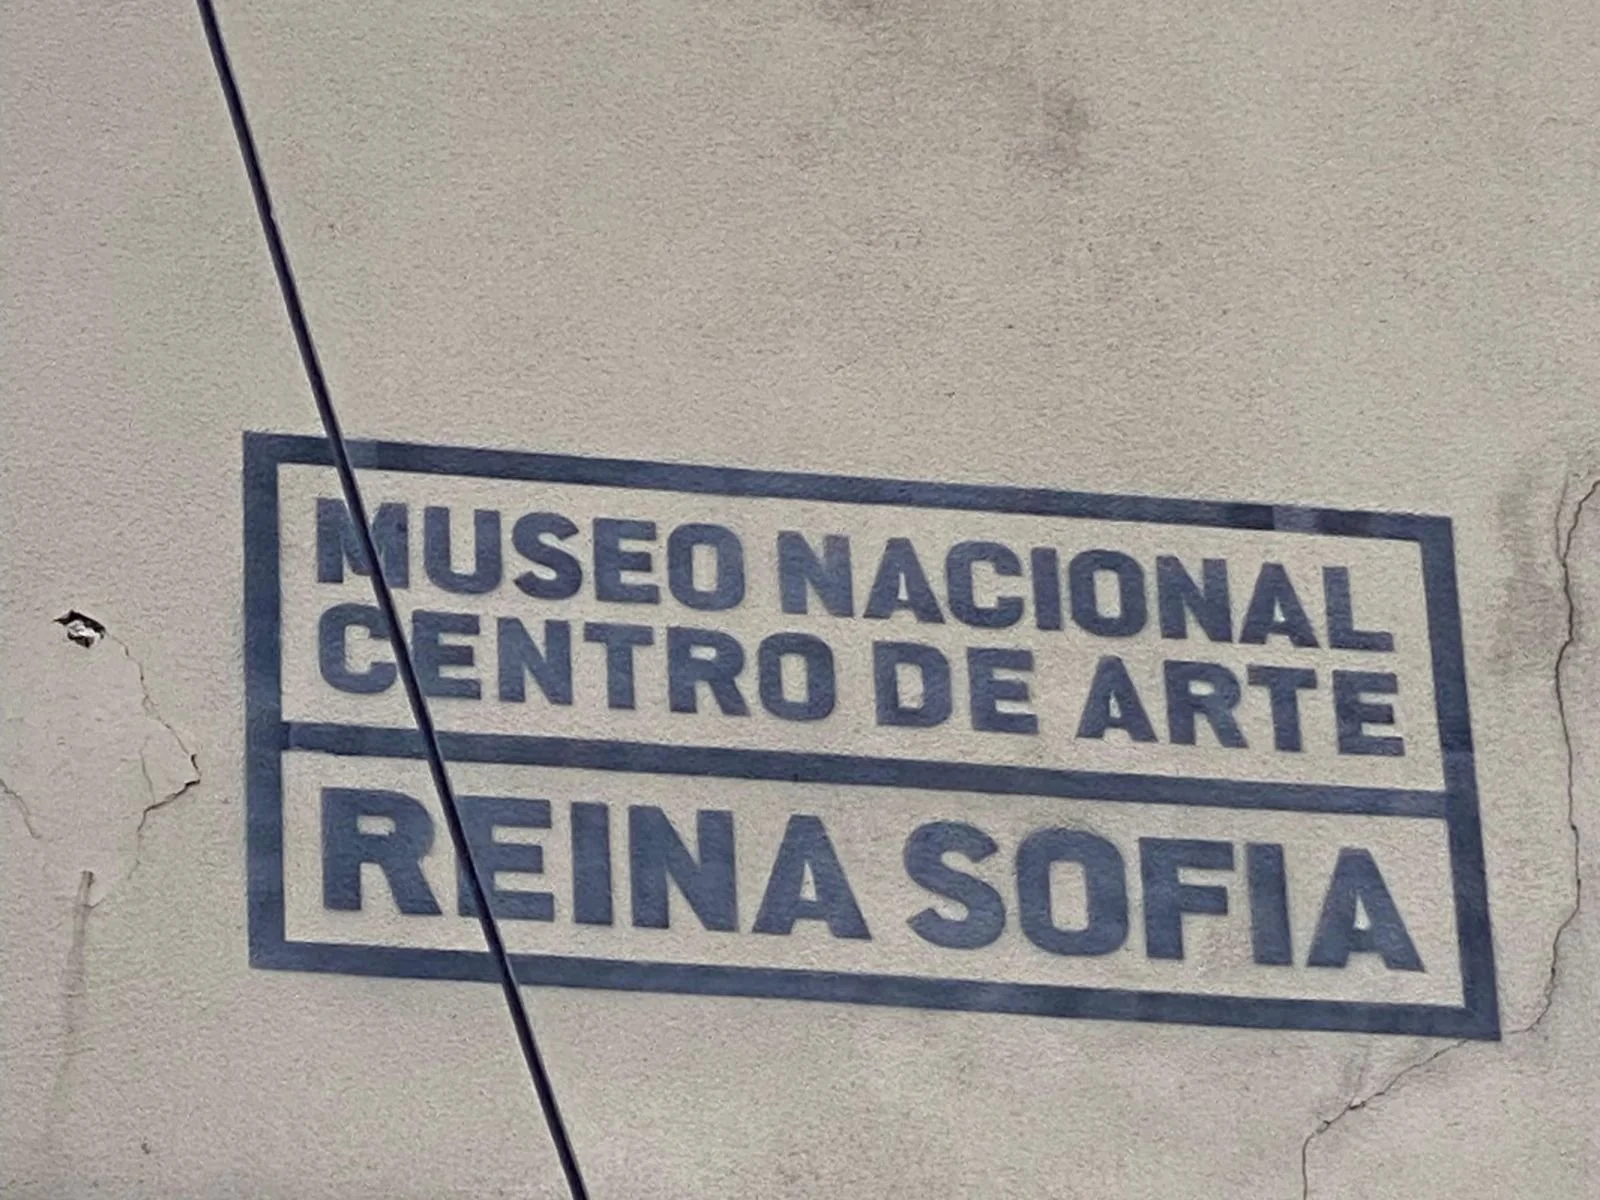 MUSEO NACIONAL
CENTRO DE ARTE
REINA SOFIA